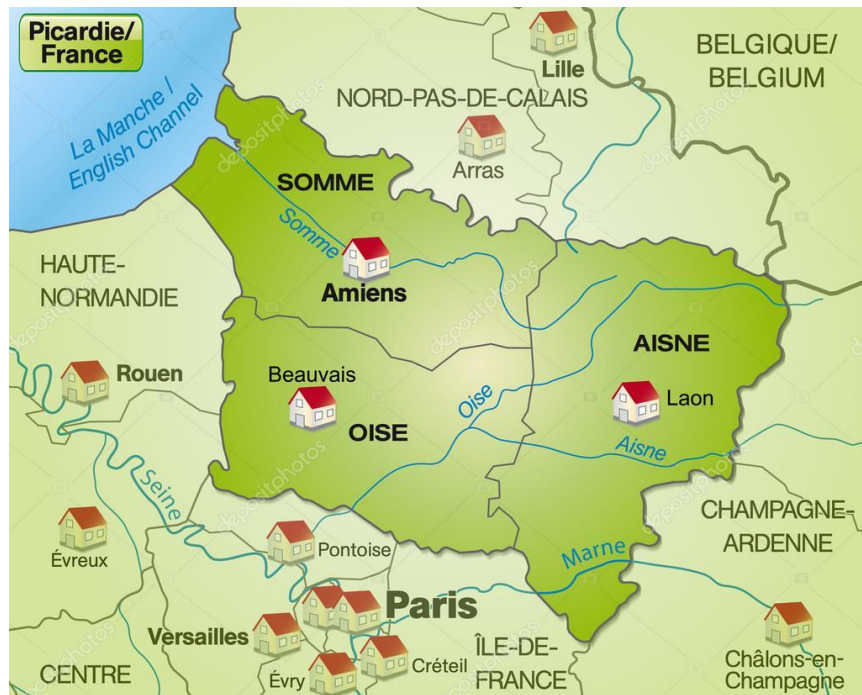 Picardie/
France
La Manche /
English Channel
Lille
BELGIQUE/
BELGIUM
NORD-PAS-DE-CALAIS
Arras
SOMME
Somme
Amiens
HAUTE-
NORMANDIE
Rouen
Beauvais
OISE
Oise
AISNE
Laon
Aisne
Seine
Évreux
Pontoise
Marne
CHAMPAGNE-
ARDENNE
Paris
Versailles
Évry
Créteil
ÎLE-DE-
FRANCE
CENTRE
Châlons-en-
Champagne
depositphotos